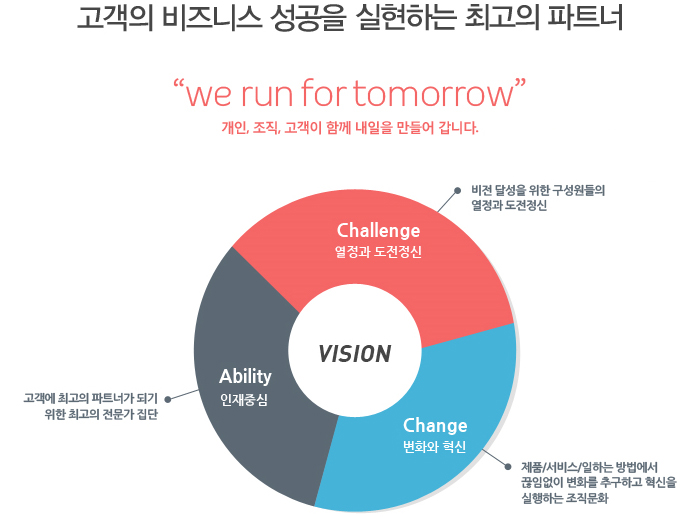 고객의 비즈니스 성공을 실현하는 최고의 파트너
“we run for tomorrow”
개인, 조직, 고객이 함께 내일을 만들어 갑니다.
비전 달성을 위한 구성원들의
열정과 도전정신
Challenge
열정과 도전정신
VISION
Ability
인재중심
고객에 최고의 파트너가 되기
위한 최고의 전문가 집단
Change
변화와 혁신
제품/서비스/일하는 방법에서
끊임없이 변화를 추구하고 혁신을
실행하는 조직문화